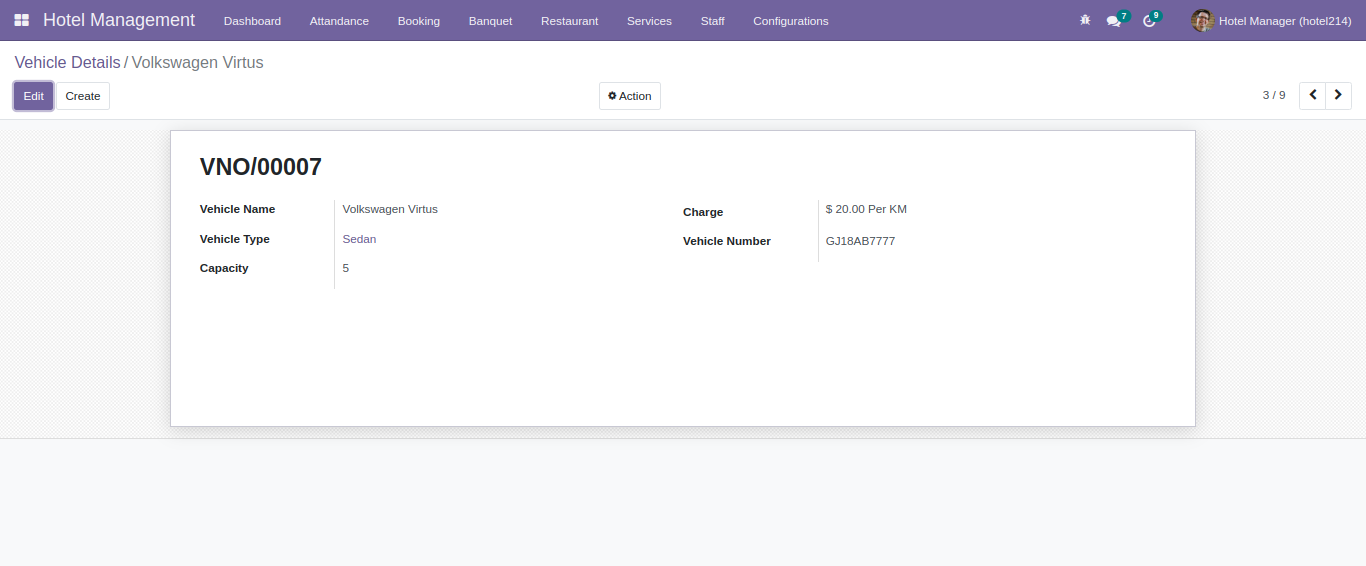 Hotel Management Dashboard Attandance Booking Banquet Restaurant Services Staff Configurations 7 9 Hotel Manager (hotel214)
Vehicle Details / Volkswagen Virtus
Edit Create Action 3 / 9
VNO/00007
Vehicle Name Volkswagen Virtus Charge $ 20.00 Per KM
Vehicle Type Sedan Vehicle Number GJ18AB7777
Capacity 5